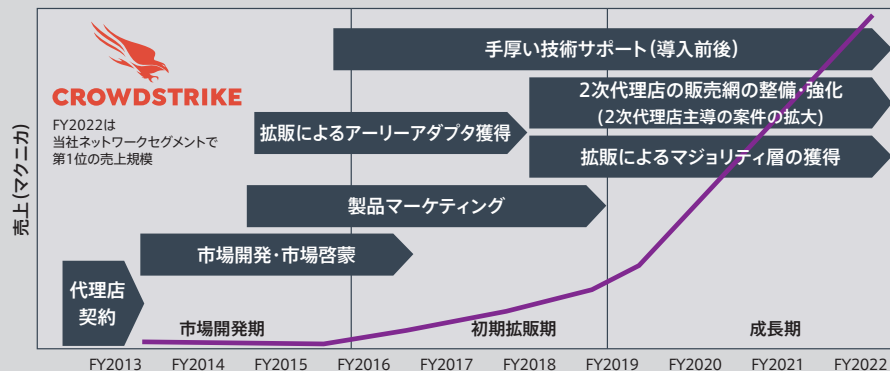 CROWDSTRIKE
FY2022は
当社ネットワークセグメントで
第1位の売上規模
売上(マクニカ)
手厚い技術サポート(導入前後)
2次代理店の販売網の整備・強化
(2次代理店主導の案件の拡大)
拡販によるアーリーアダプタ獲得
拡販によるマジョリティ層の獲得
製品マーケティング
市場開発・市場啓蒙
代理店
契約
市場開発期
初期拡販期
成長期
FY2013 FY2014 FY2015 FY2016 FY2017 FY2018 FY2019 FY2020 FY2021 FY2022